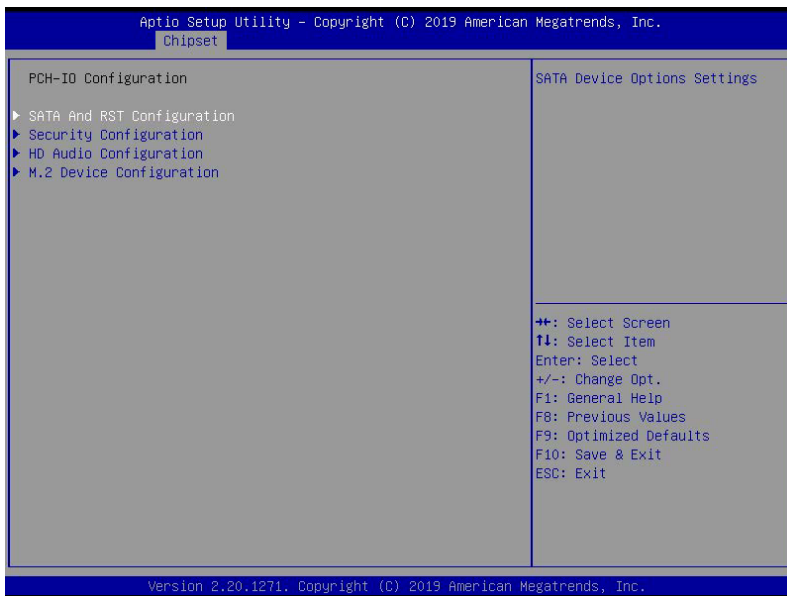 Aptio Setup Utility – Copyright (C) 2019 American Megatrends, Inc.
Chipset
PCH-IO Configuration
SATA And RST Configuration
Security Configuration
HD Audio Configuration
M.2 Device Configuration
SATA Device Options Settings
→←: Select Screen
↑↓: Select Item
Enter: Select
+/-: Change Opt.
F1: General Help
F8: Previous Values
F9: Optimized Defaults
F10: Save & Exit
ESC: Exit
Version 2.20.1271. Copyright (C) 2019 American Megatrends, Inc.